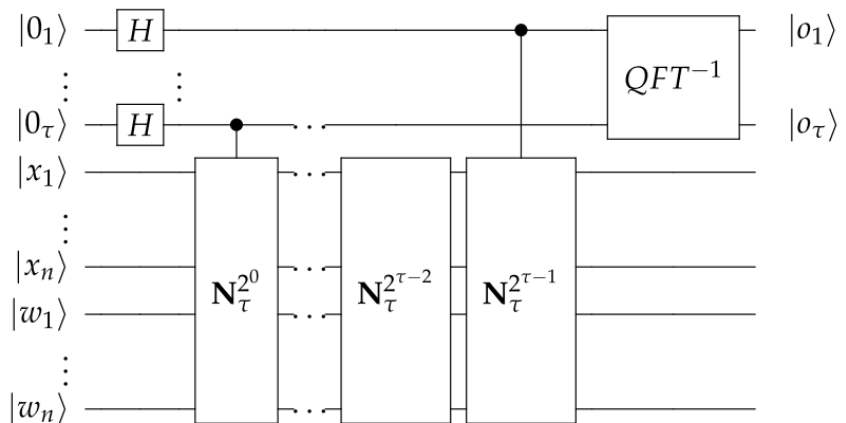 |0₁⟩ H QFT⁻¹ |o₁⟩
⋮ ⋮
|0_τ⟩ H ... |o_τ⟩
|x₁⟩ ...
⋮
|x_n⟩ ... N_τ^{2^0} N_τ^{2^{τ-2}} N_τ^{2^{τ-1}}
|w₁⟩ ...
⋮
|w_n⟩ ...